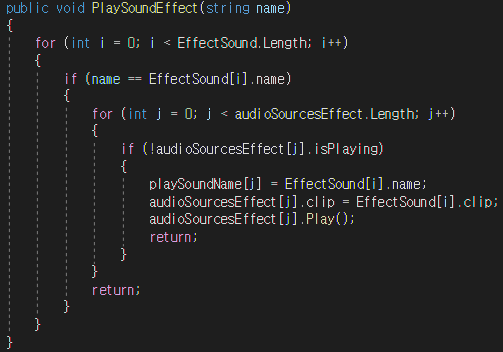 public void PlaySoundEffect(string name)
{
for (int i = 0; i < EffectSound.Length; i++)
{
if (name == EffectSound[i].name)
{
for (int j = 0; j < audioSourcesEffect.Length; j++)
{
if (!audioSourcesEffect[j].isPlaying)
{
playSoundName[j] = EffectSound[i].name;
audioSourcesEffect[j].clip = EffectSound[i].clip;
audioSourcesEffect[j].Play();
return;
}
}
return;
}
}
}